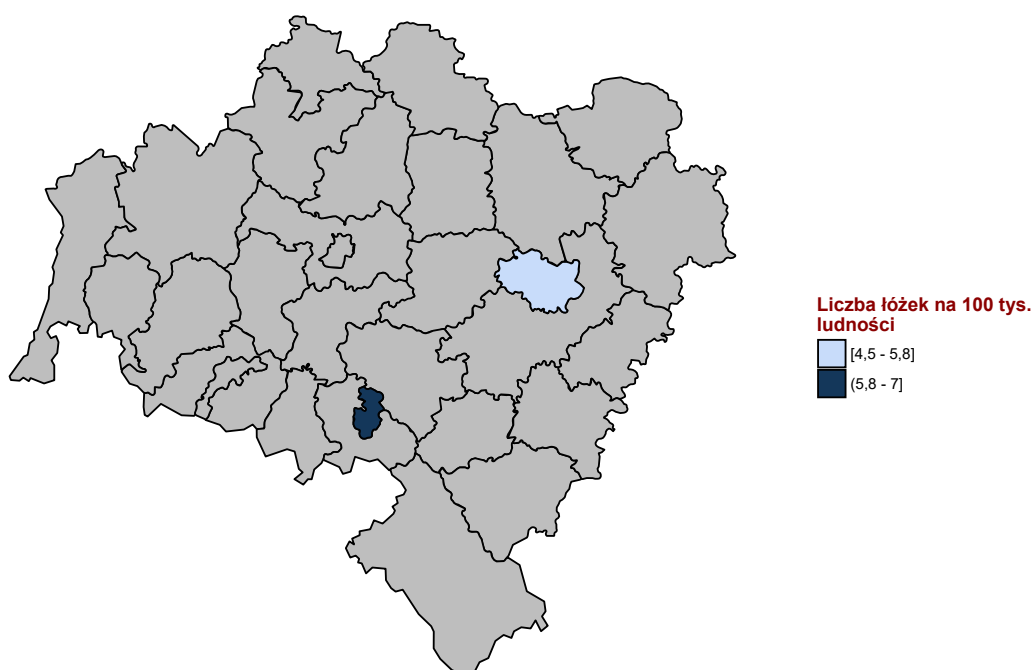 Liczba łóżek na 100 tys.
ludności
[4,5 - 5,8]
(5,8 - 7]